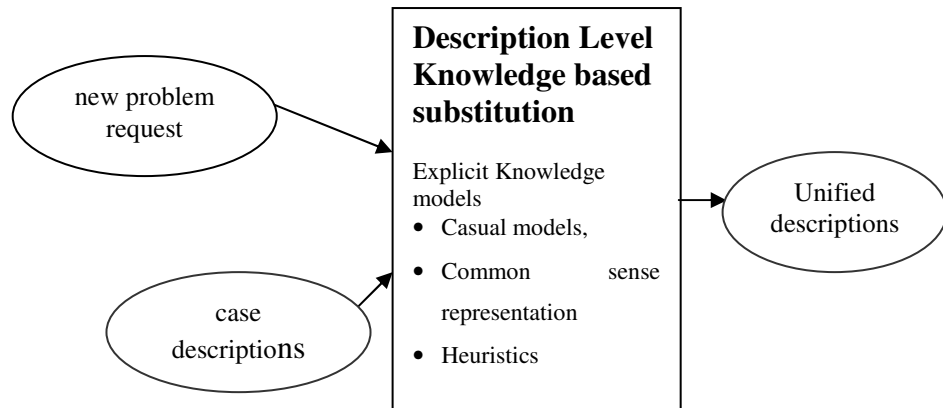 new problem
request
case
descriptions
Description Level
Knowledge based
substitution
Explicit Knowledge
models
• Casual models,
• Common sense
representation
• Heuristics
Unified
descriptions